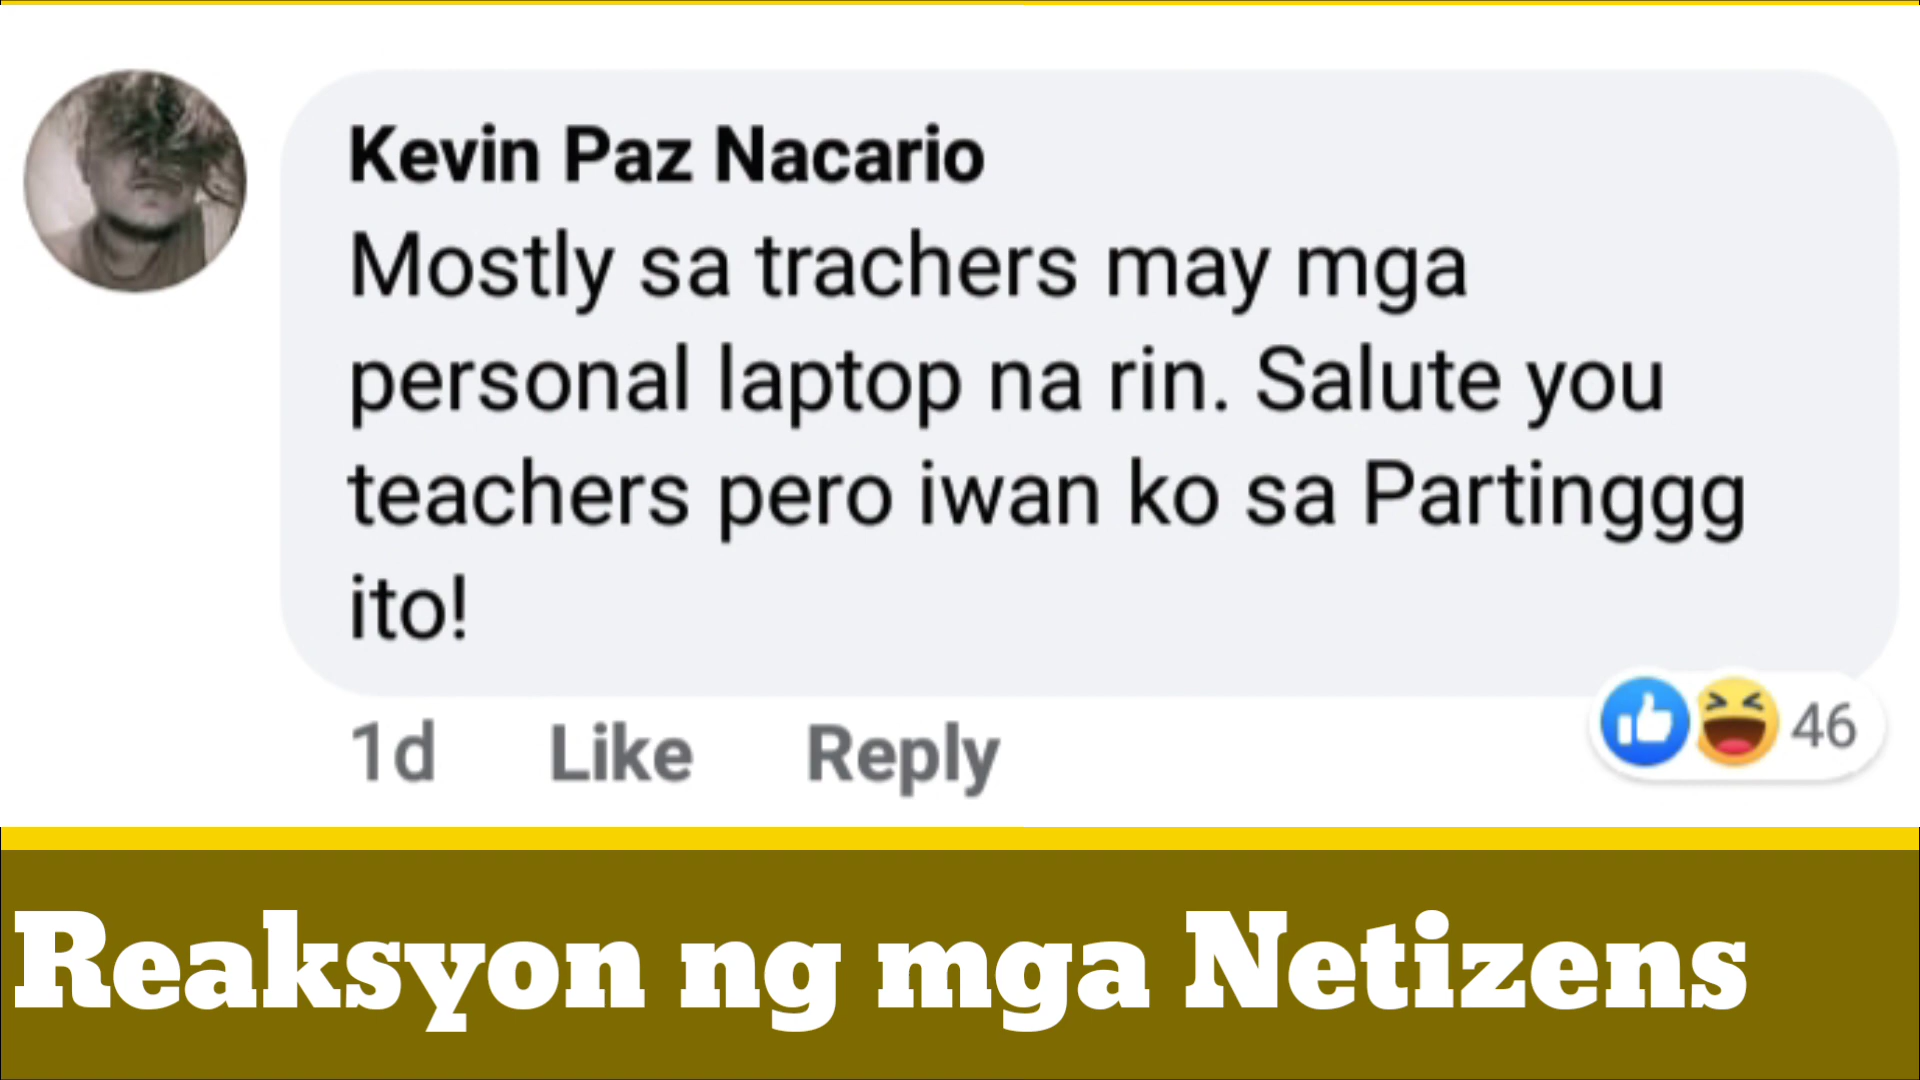 Kevin Paz Nacario
Mostly sa trachers may mga
personal laptop na rin. Salute you
teachers pero iwan ko sa Partinggg
ito!
1d Like Reply 46
Reaksyon ng mga Netizens